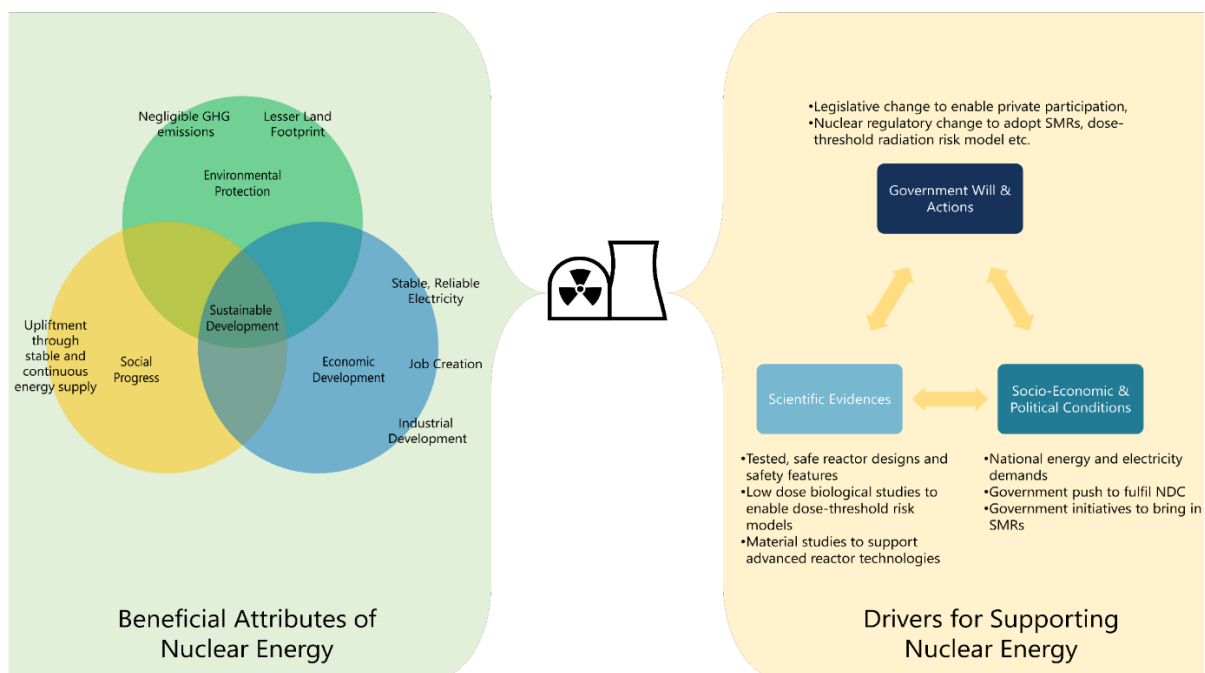 Negligible GHG
emissions
Lesser Land
Footprint
Environmental
Protection
Stable, Reliable
Electricity
Sustainable
Development
Upliftment
through
stable and
continuous
energy supply
Social
Progress
Economic
Development
Job Creation
Industrial
Development
Beneficial Attributes of
Nuclear Energy
•Legislative change to enable private participation,
•Nuclear regulatory change to adopt SMRs, dose-
threshold radiation risk model etc.
Government Will &
Actions
Scientific Evidences
Socio-Economic &
Political Conditions
•Tested, safe reactor designs and
safety features
•Low dose biological studies to
enable dose-threshold risk
models
•Material studies to support
advanced reactor technologies
•National energy and electricity
demands
•Government push to fulfil NDC
•Government initiatives to bring in
SMRs
Drivers for Supporting
Nuclear Energy